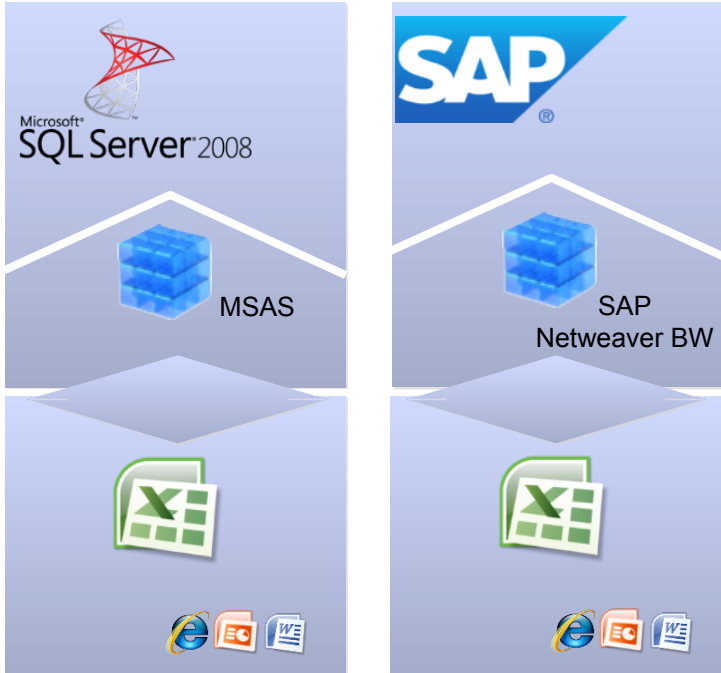 Microsoft®
SQL Server® 2008
MSAS
SAP
®
SAP
Netweaver BW